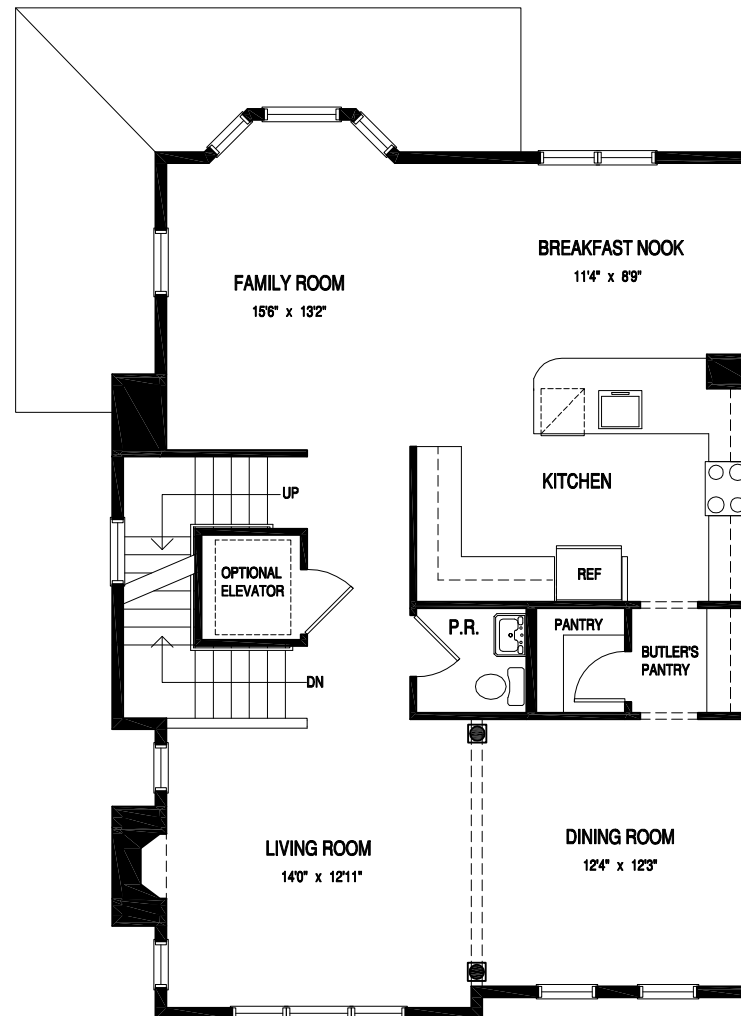 BREAKFAST NOOK
11'4" x 8'9"
FAMILY ROOM
15'6" x 13'2"
KITCHEN
UP
OPTIONAL
ELEVATOR
REF
P.R.
PANTRY
BUTLER'S
PANTRY
DN
DINING ROOM
12'4" x 12'3"
LIVING ROOM
14'0" x 12'11"